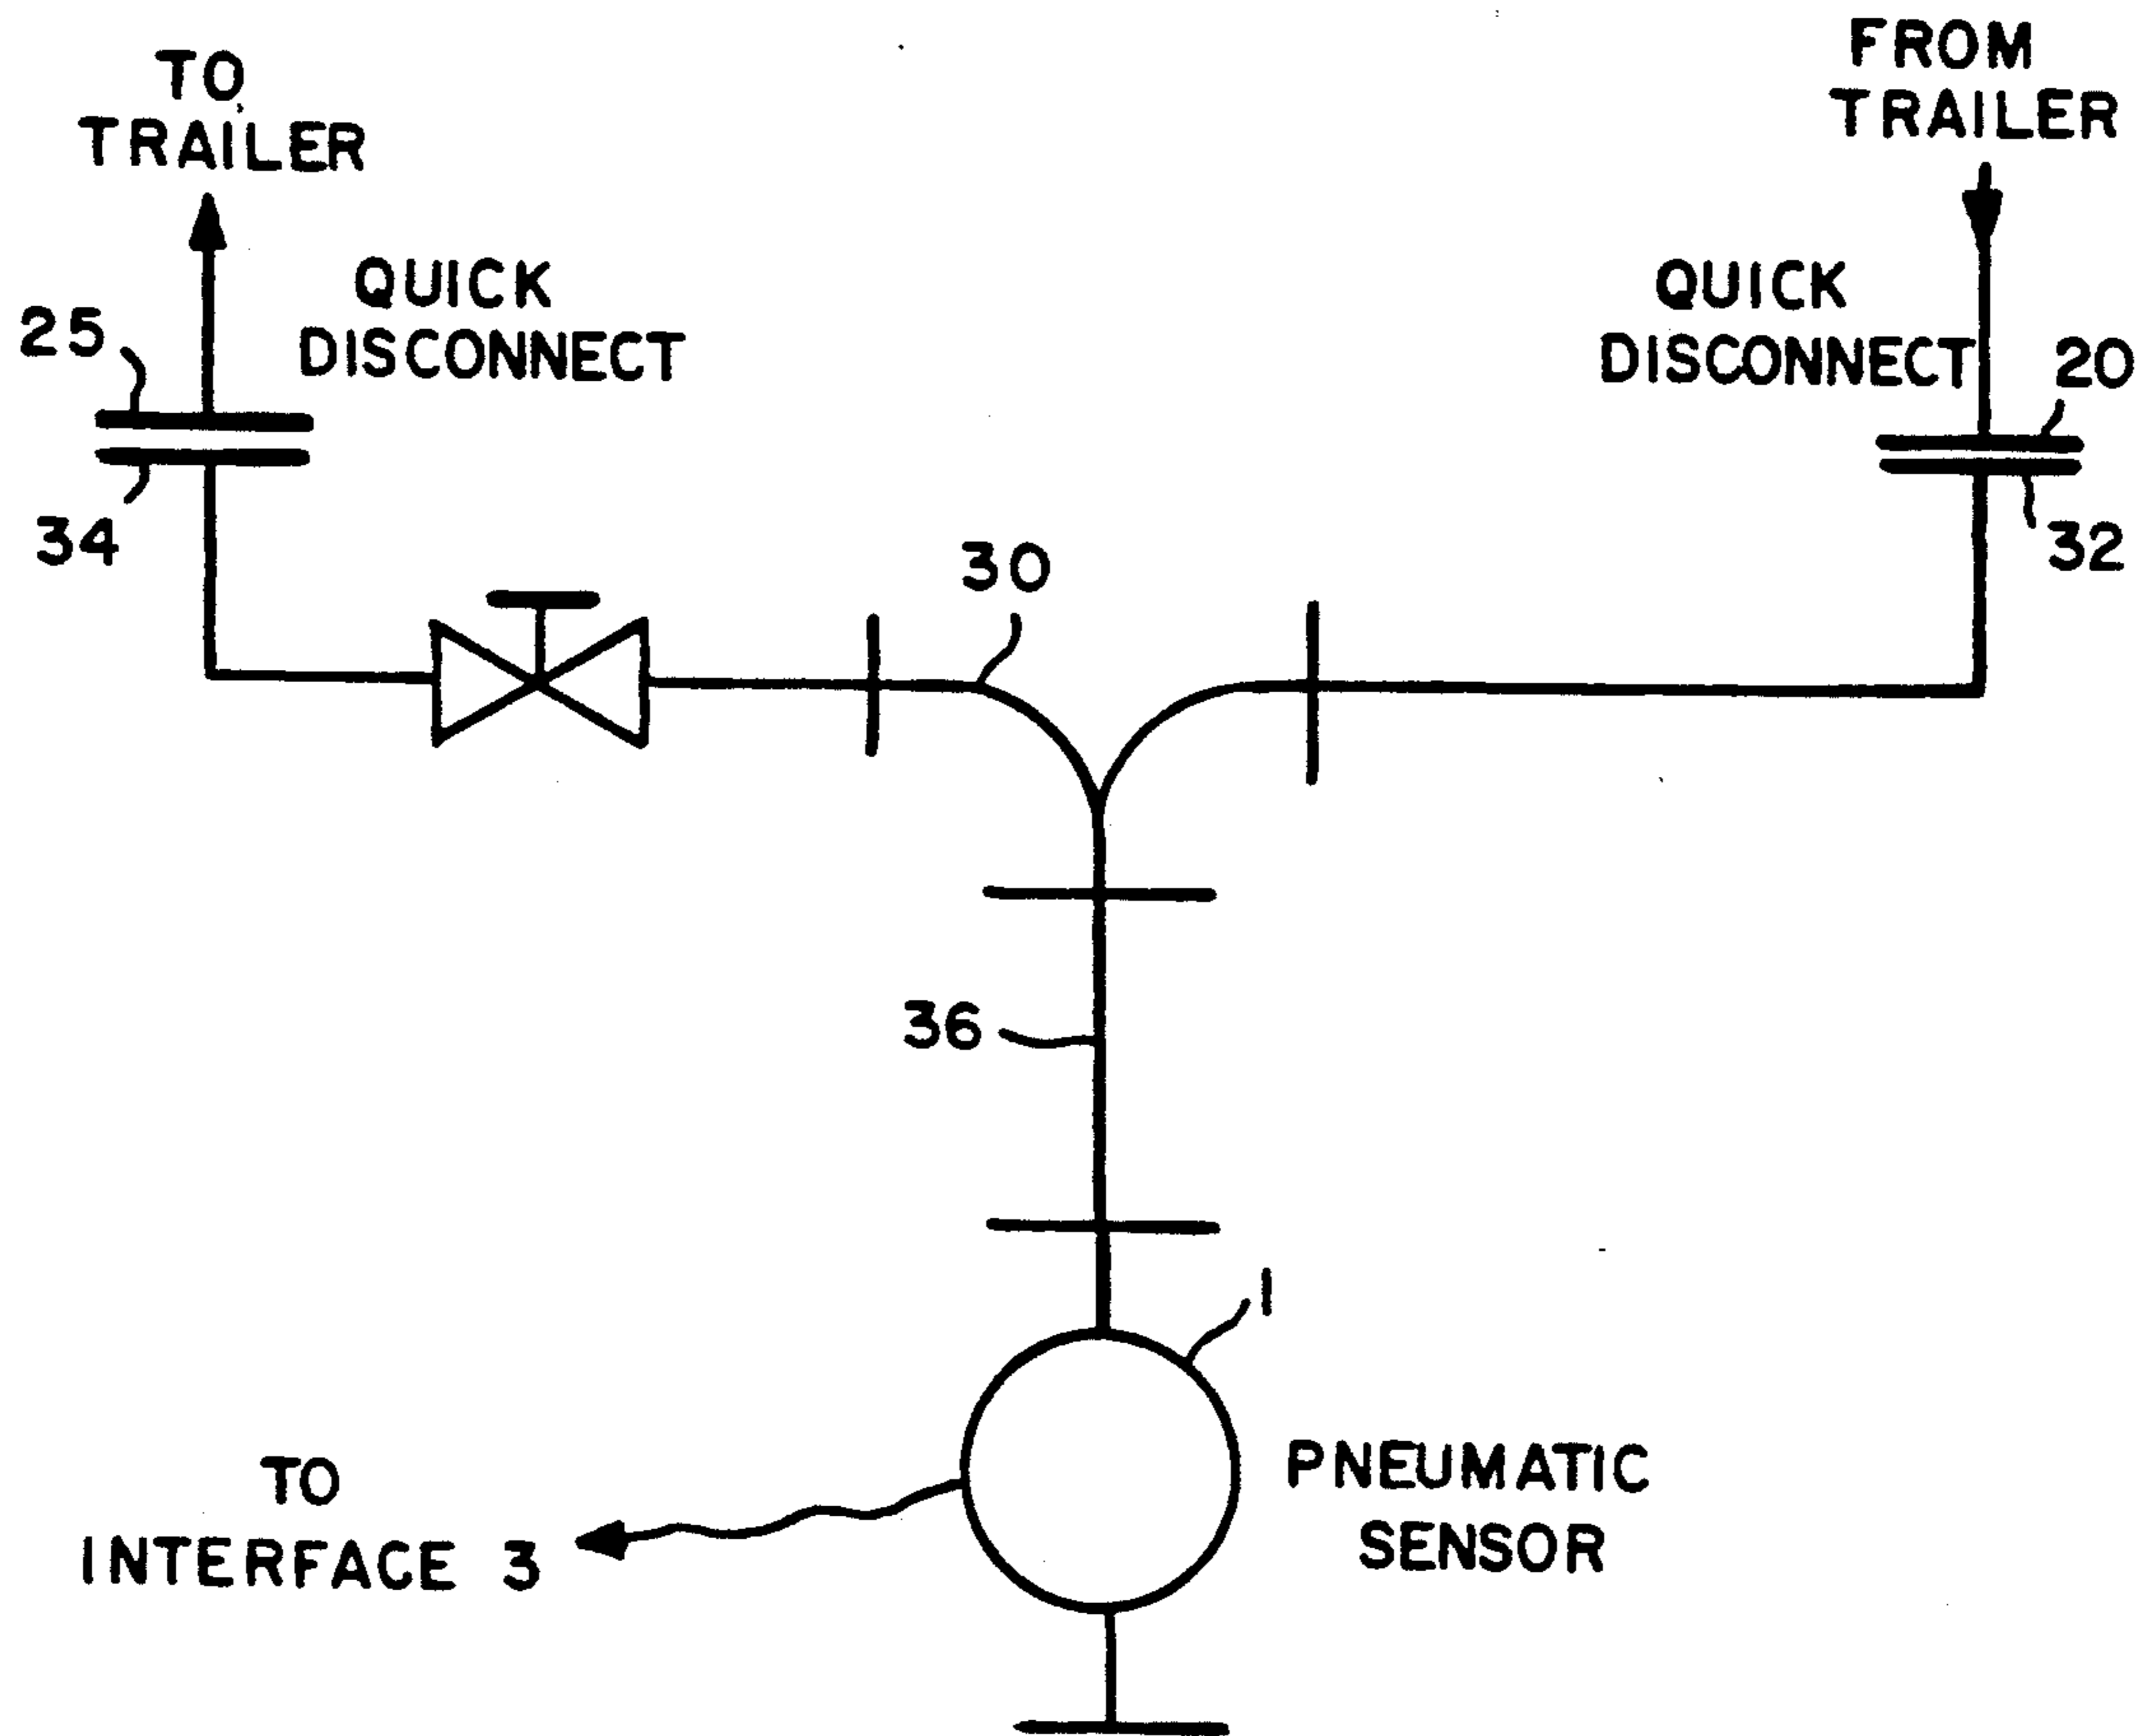 TO
TRAILER
FROM
TRAILER
QUICK
DISCONNECT
QUICK
DISCONNECT
25
20
34
32
30
36
1
PNEUMATIC
SENSOR
TO
INTERFACE 3